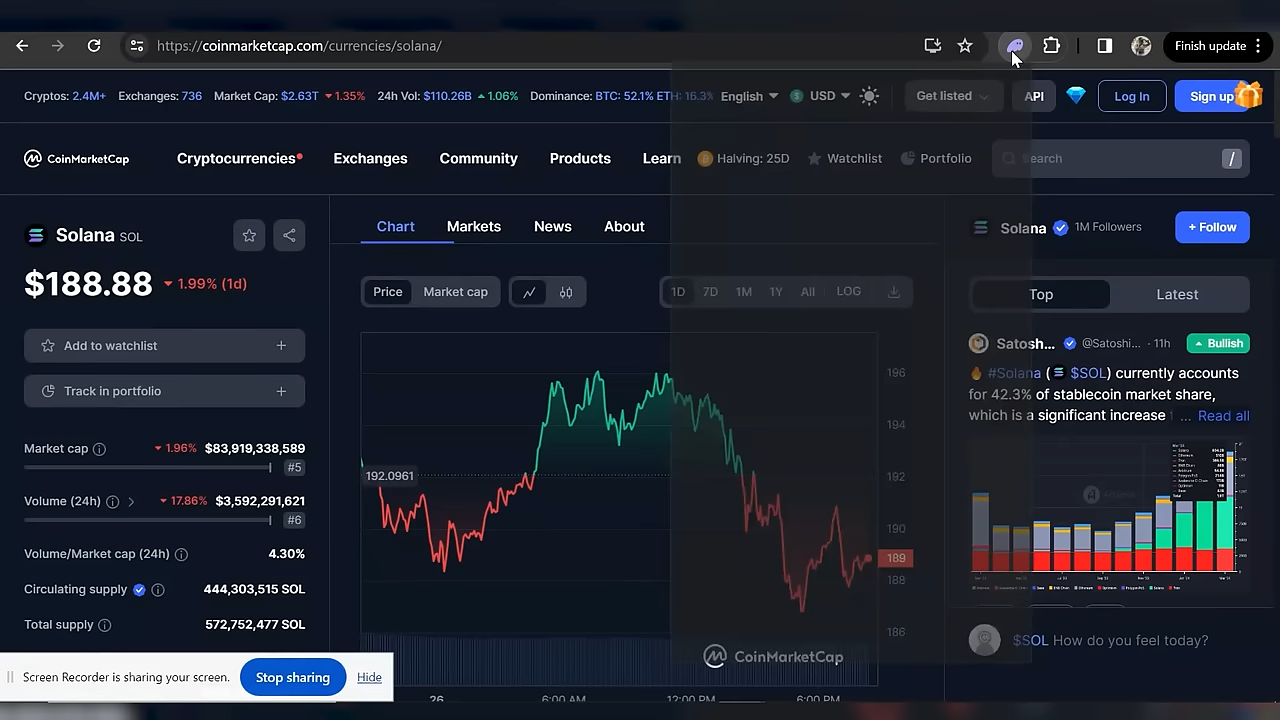 https://coinmarketcap.com/currencies/solana/
Finish update
Cryptos: 2.4M+ Exchanges: 736 Market Cap: $2.63T 1.35% 24h Vol: $110.26B 1.06% Dominance: BTC: 52.1% ETH: 16.3%
English USD Get listed API Log In Sign up
CoinMarketCap Cryptocurrencies Exchanges Community Products Learn Halving: 25D Watchlist Portfolio Search /
Solana SOL
$188.88 1.99% (1d)
Add to watchlist +
Track in portfolio +
Market cap 1.96% $83,919,338,589
#5
Volume (24h) 17.86% $3,592,291,621
#6
Volume/Market cap (24h) 4.30%
Circulating supply 444,303,515 SOL
Total supply 572,752,477 SOL
Chart Markets News About
Price Market cap
1D 7D 1M 1Y All LOG
196
194
192.0961 192
190
189
188
186
CoinMarketCap
26 6:00 AM 12:00 PM 6:00 PM
Solana 1M Followers + Follow
Top Latest
Satosh... @Satoshi... · 11h Bullish
#Solana ( $SOL) currently accounts
for 42.3% of stablecoin market share,
which is a significant increase ... Read all
$SOL How do you feel today?
Screen Recorder is sharing your screen. Stop sharing Hide